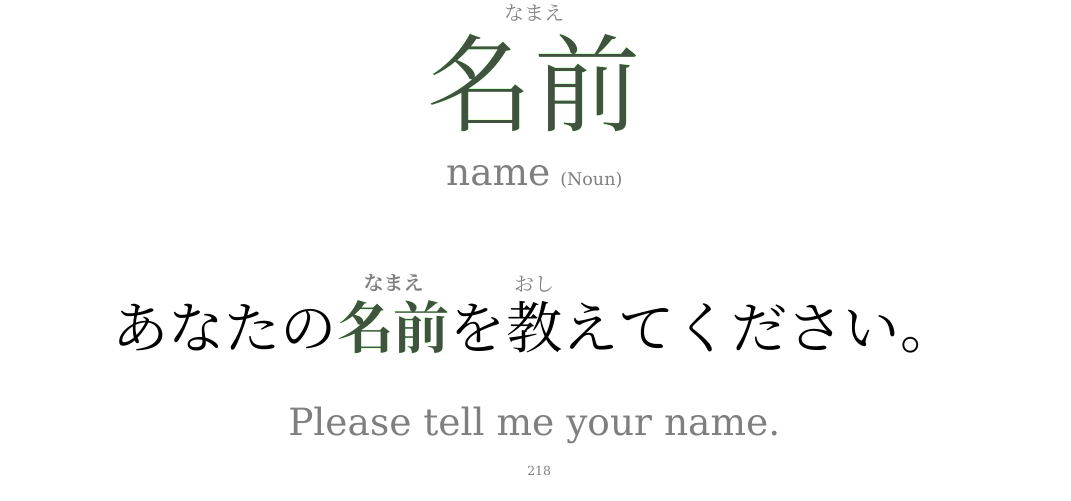 なまえ
名前
name (Noun)
なまえ おし
あなたの名前を教えてください。
Please tell me your name.
218